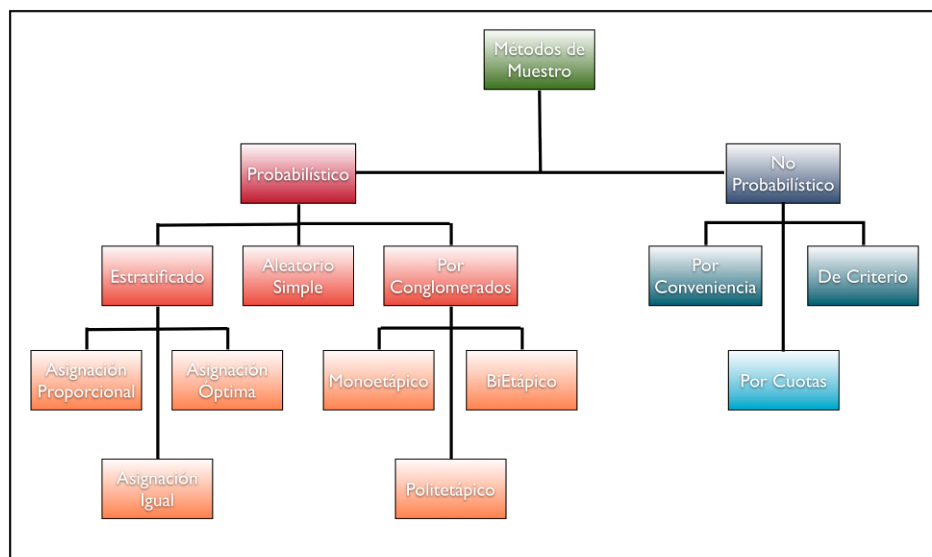 Métodos de
Muestro
Probabilístico
No
Probabilístico
Estratificado
Aleatorio
Simple
Por
Conglomerados
Por
Conveniencia
De Criterio
Asignación
Proporcional
Asignación
Óptima
Monoetápico
BiEtápico
Por Cuotas
Asignación
Igual
Politetápico